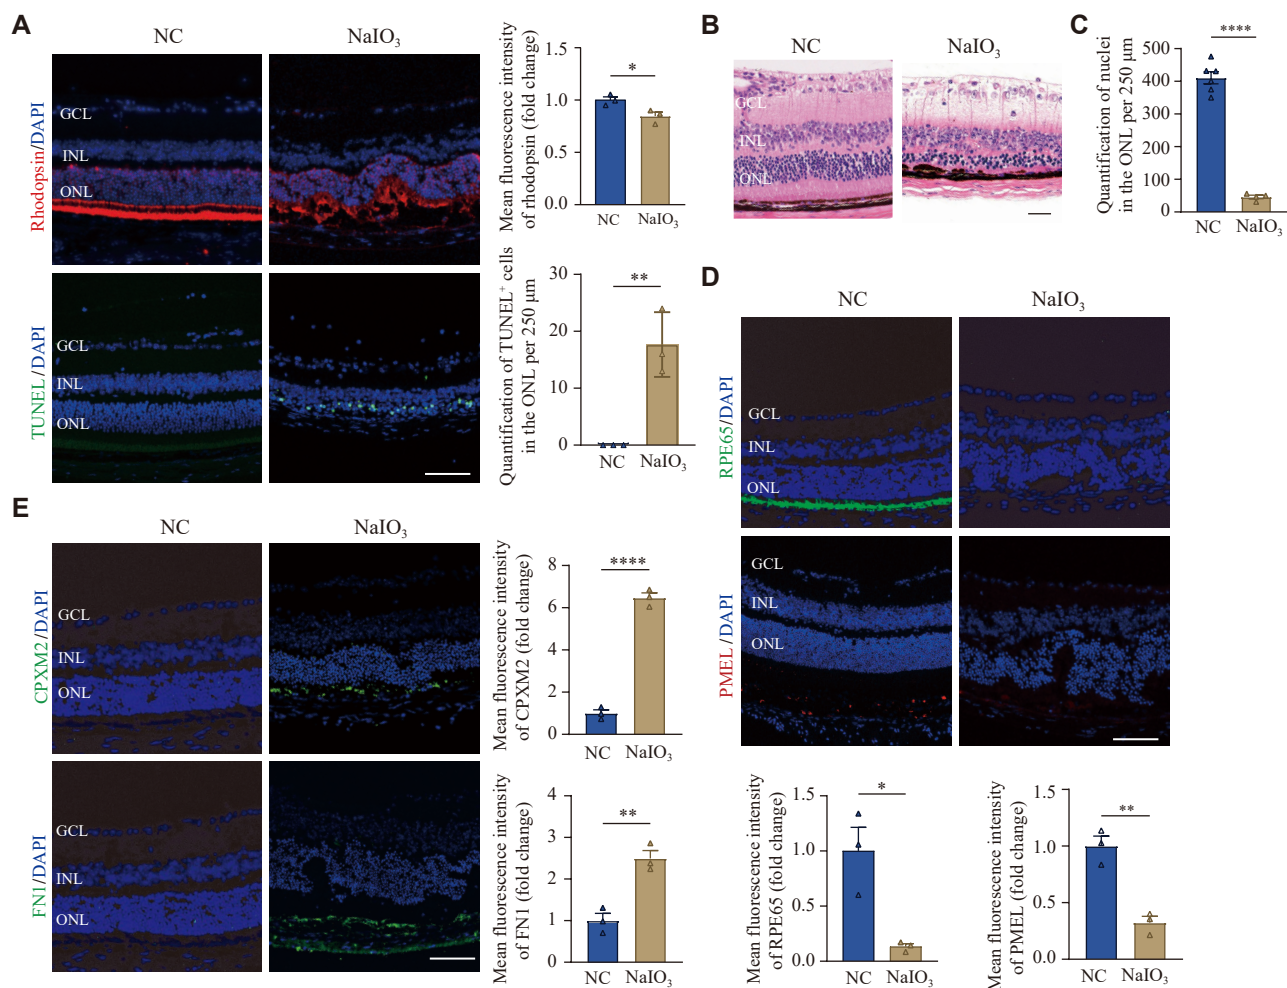 A
NC
NaIO₃
Rhodopsin/DAPI
GCL
INL
ONL
Mean fluorescence intensity
of rhodopsin (fold change)
1.5
1.0
0.5
0.0
*
NC
NaIO₃
TUNEL/DAPI
GCL
INL
ONL
Quantification of TUNEL⁺ cells
in the ONL per 250 μm
30
20
10
0
**
NC
NaIO₃
B
NC
NaIO₃
GCL
INL
ONL
C
Quantification of nuclei
in the ONL per 250 μm
500
400
300
200
100
0
****
NC
NaIO₃
D
NC
NaIO₃
RPE65/DAPI
GCL
INL
ONL
PMEL/DAPI
GCL
INL
ONL
Mean fluorescence intensity
of RPE65 (fold change)
1.5
1.0
0.5
0.0
*
NC
NaIO₃
Mean fluorescence intensity
of PMEL (fold change)
1.5
1.0
0.5
0.0
**
NC
NaIO₃
E
NC
NaIO₃
CPXM2/DAPI
GCL
INL
ONL
Mean fluorescence intensity
of CPXM2 (fold change)
8
6
4
2
0
****
NC
NaIO₃
FN1/DAPI
GCL
INL
ONL
Mean fluorescence intensity
of FN1 (fold change)
4
3
2
1
0
**
NC
NaIO₃